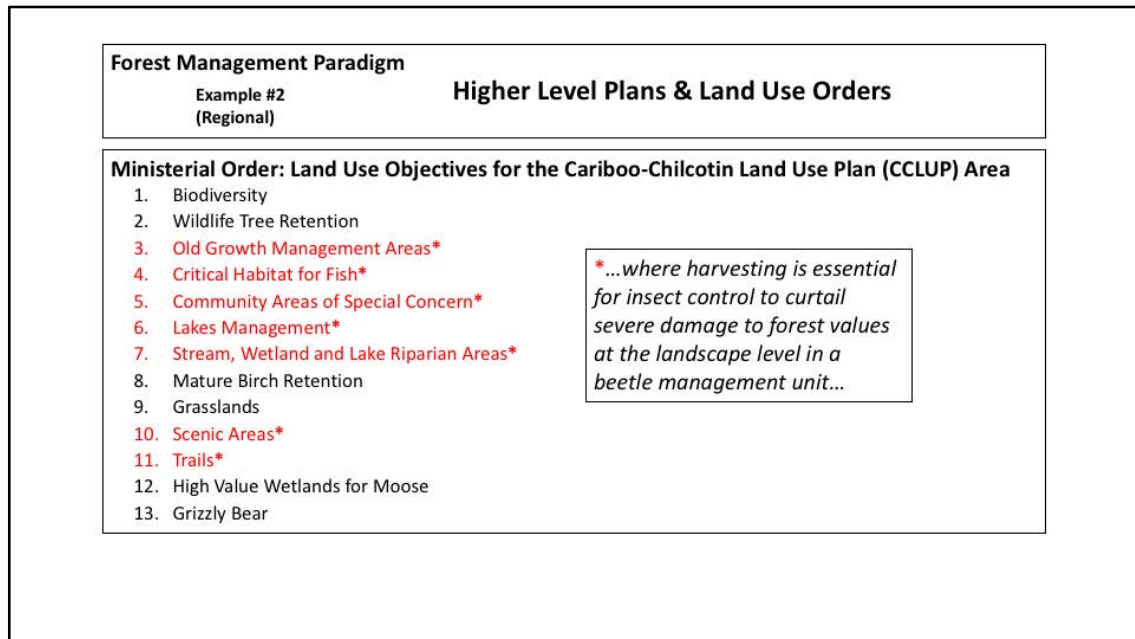 Forest Management Paradigm
Example #2
(Regional)
Higher Level Plans & Land Use Orders
Ministerial Order: Land Use Objectives for the Cariboo-Chilcotin Land Use Plan (CCLUP) Area
1. Biodiversity
2. Wildlife Tree Retention
3. Old Growth Management Areas*
4. Critical Habitat for Fish*
5. Community Areas of Special Concern*
6. Lakes Management*
7. Stream, Wetland and Lake Riparian Areas*
8. Mature Birch Retention
9. Grasslands
10. Scenic Areas*
11. Trails*
12. High Value Wetlands for Moose
13. Grizzly Bear
*...where harvesting is essential
for insect control to curtail
severe damage to forest values
at the landscape level in a
beetle management unit...